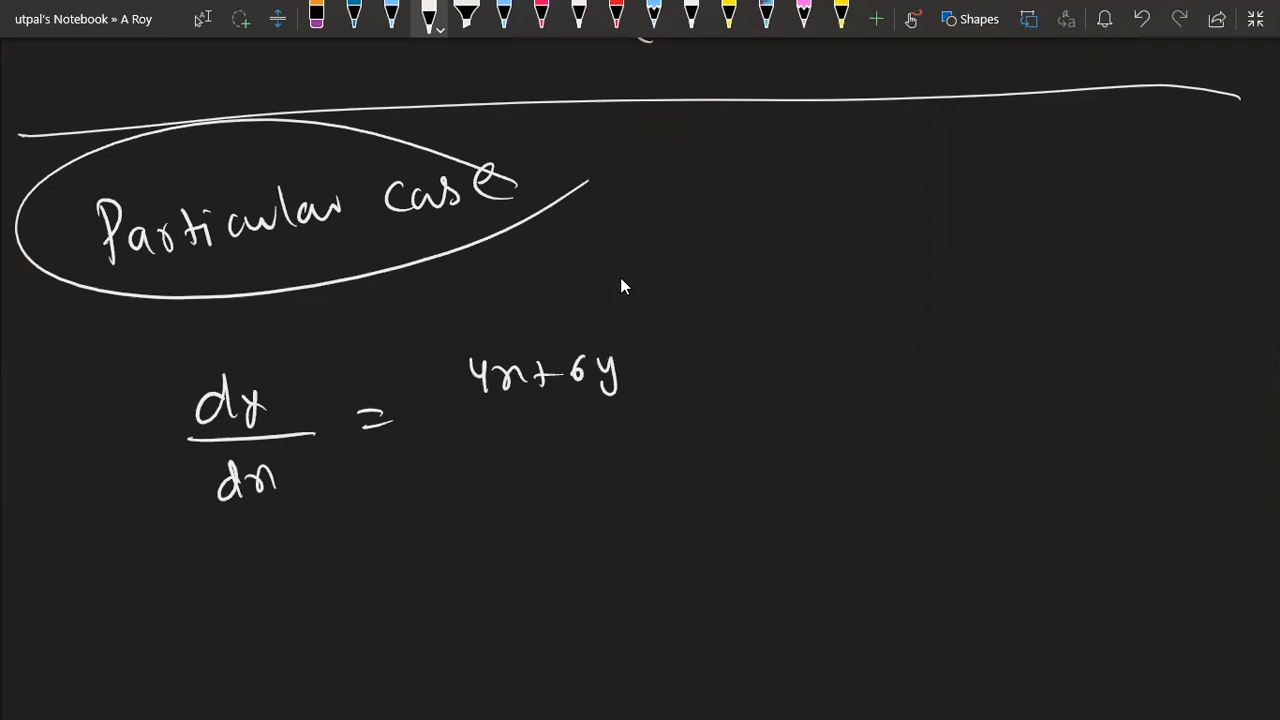 utpal's Notebook » A Roy
Shapes
Particular case
dy/dx = 4x+6y